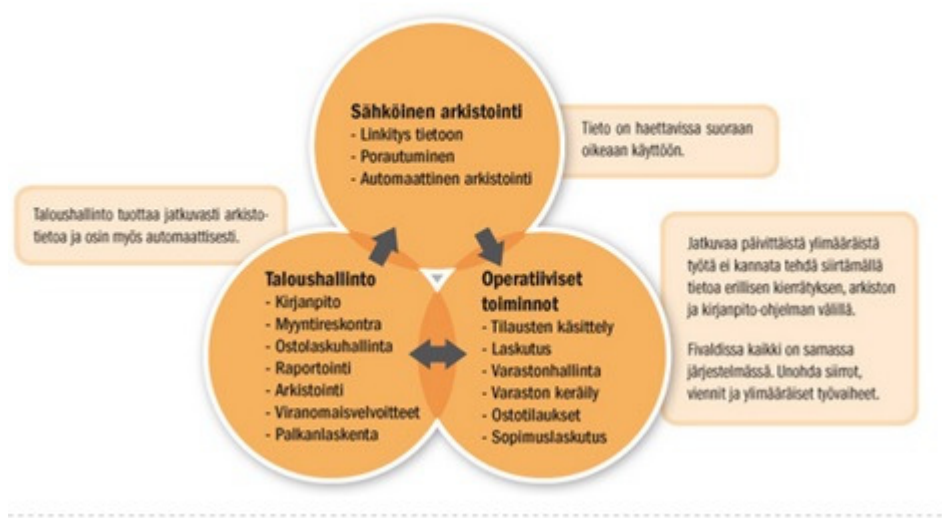 Sähköinen arkistointi
- Linkitys tietoon
- Porautuminen
- Automaattinen arkistointi
Tieto on haettavissa suoraan
oikeaan käyttöön.
Taloushallinto tuottaa jatkuvasti arkisto-
tietoa ja osin myös automaattisesti.
Taloushallinto
- Kirjanpito
- Myyntireskontra
- Ostolaskuhallinta
- Raportointi
- Arkistointi
- Viranomaisvelvoitteet
- Palkanlaskenta
Operatiiviset
toiminnot
- Tilausten käsittely
- Laskutus
- Varastonhallinta
- Varaston keräily
- Ostotilaukset
- Sopimuslaskutus
Jatkuvaa päivittäistä ylimääräistä
työtä ei kannata tehdä siirtämällä
tietoa erillisen kierrätyksen, arkiston
ja kirjanpito-ohjelman välillä.
Fivaldissa kaikki on samassa
järjestelmässä. Unohda siirrot,
viennit ja ylimääräiset työvaiheet.